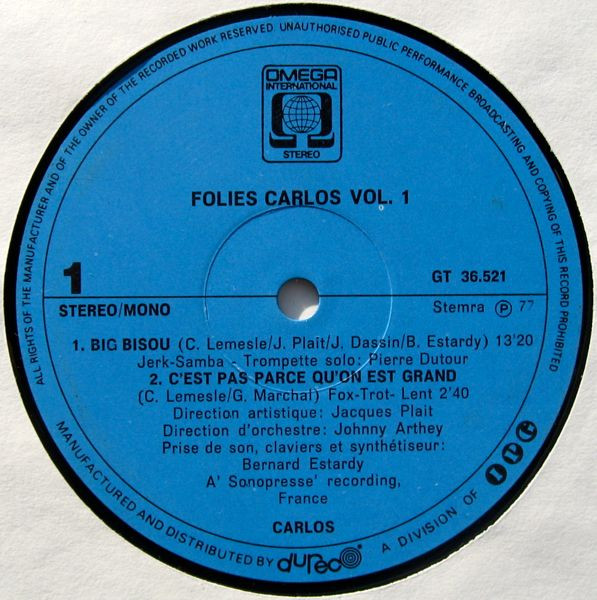 ALL RIGHTS OF THE MANUFACTURER AND OF THE OWNER OF THE RECORDED WORK RESERVED. UNAUTHORISED PUBLIC PERFORMANCE BROADCASTING AND COPYING OF THIS RECORD PROHIBITED
OMEGA
INTERNATIONAL
STEREO
FOLIES CARLOS VOL. 1
1
GT 36.521
STEREO/MONO
Stemra Ⓟ 77
1. BIG BISOU (C. Lemesle/J. Plait/J. Dassin/B. Estardy) 13'20
Jerk-Samba - Trompette solo: Pierre Dutour
2. C'EST PAS PARCE QU'ON EST GRAND
(C. Lemesle/G. Marchal) Fox-Trot- Lent 2'40
Direction artistique: Jacques Plait
Direction d'orchestre: Johnny Arthey
Prise de son, claviers et synthétiseur:
Bernard Estardy
A' Sonopresse' recording,
France
CARLOS
MANUFACTURED AND DISTRIBUTED BY dureco A DIVISION OF